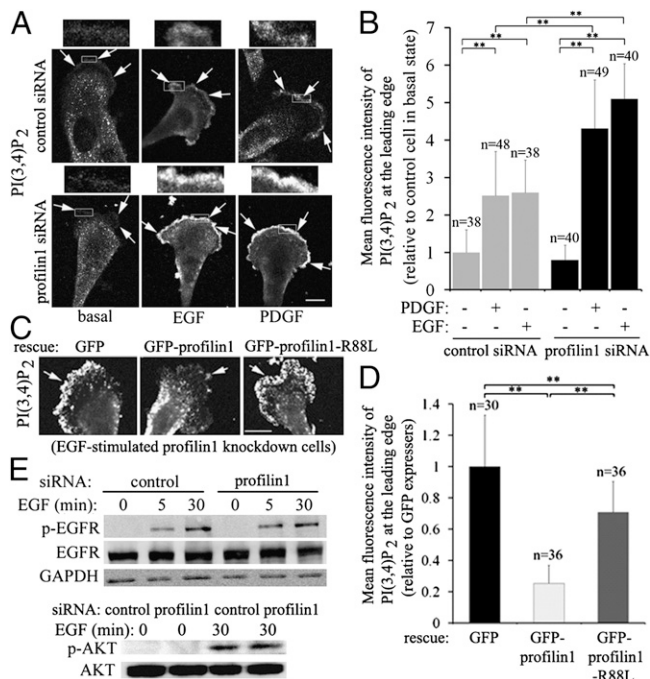 A
PI(3,4)P2
control siRNA
profilin1 siRNA
basal
EGF
PDGF
B
Mean fluorescence intensity of
PI(3,4)P2 at the leading edge
(relative to control cell in basal state)
7
6
5
4
3
2
1
0
**
**
** **
** **
n=38
n=48
n=38
n=40
n=49
n=40
PDGF: - + - - + -
EGF: - - + - - +
control siRNA profilin1 siRNA
C
rescue: GFP GFP-profilin1 GFP-profilin1-R88L
PI(3,4)P2
(EGF-stimulated profilin1 knockdown cells)
D
Mean fluorescence intensity of
PI(3,4)P2 at the leading edge
(relative to GFP expressers)
1.4
1.2
1
0.8
0.6
0.4
0.2
0
**
** **
n=30
n=36
n=36
rescue: GFP GFP-profilin1 GFP-profilin1-R88L
E
siRNA: control profilin1
EGF (min): 0 5 30 0 5 30
p-EGFR
EGFR
GAPDH
siRNA: control profilin1 control profilin1
EGF (min): 0 0 30 30
p-AKT
AKT